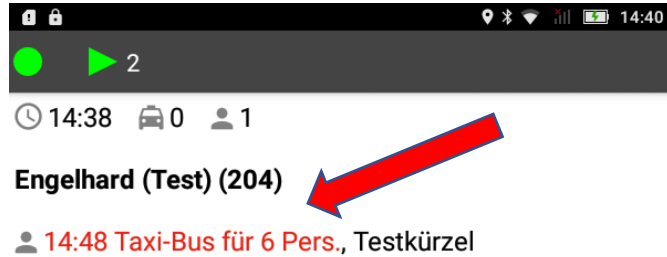 14:40
2
14:38 0 1
Engelhard (Test) (204)
14:48 Taxi-Bus für 6 Pers., Testkürzel